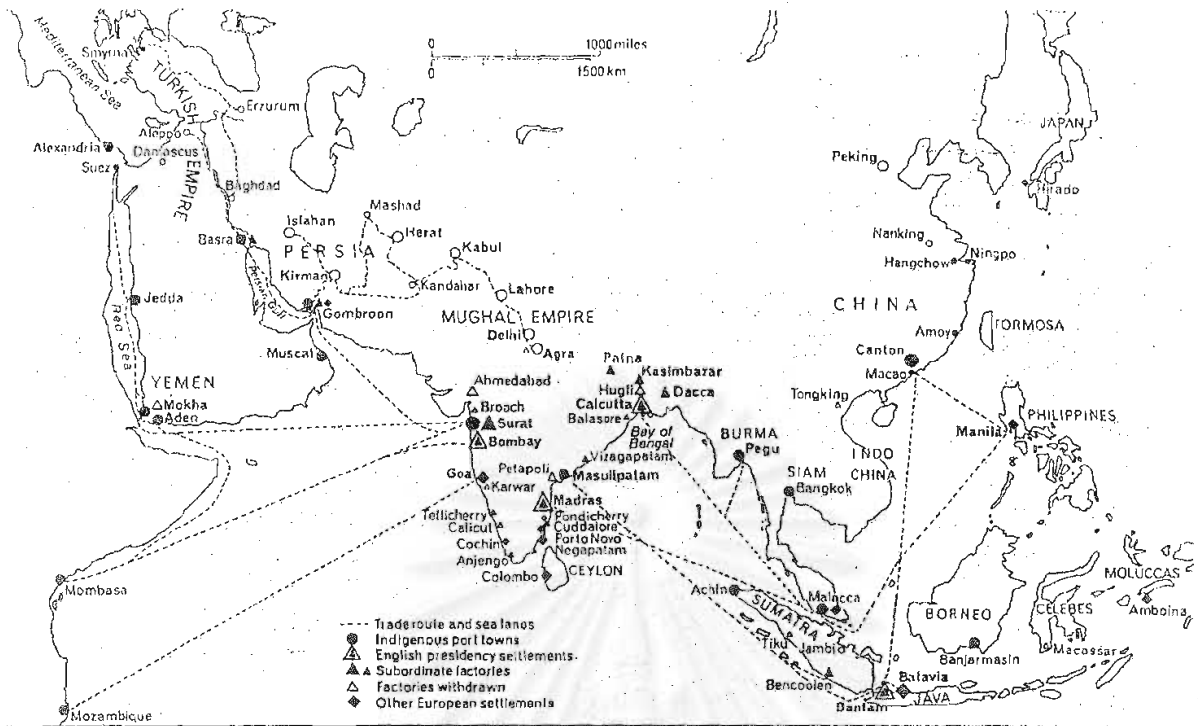 Mediterranean Sea
Smyrna
TURKISH
EMPIRE
Erzurum
Aleppo
Damascus
Alexandria
Suez
Baghdad
Basra
Persian Gulf
Jedda
Red Sea
YEMEN
Mokha
Aden
Mombasa
Mozambique
0 1000miles
0 1500 km
Isfahan
Mashad
PERSIA
Herat
Kirman
Kandahar
Kabul
Gombroon
Muscat
Lahore
MUGHAL EMPIRE
Delhi
Agra
Ahmedabad
Broach
Surat
Bombay
Goa
Karwar
Tellicherry
Calicut
Cochin
Anjengo
Colombo
CEYLON
Patna
Kasimbazar
Hugli
Dacca
Calcutta
Balasore
Bay of
Bengal
Vizagapatam
Petapoli
Masulipatam
Madras
Pondicherry
Cuddalore
Porto Novo
Negapatam
BURMA
Pegu
SIAM
Bangkok
INDO
CHINA
Tongking
Peking
JAPAN
Hirado
Nanking
Hangchow
Ningpo
CHINA
Amoy
FORMOSA
Canton
Macao
PHILIPPINES
Manila
Achin
Malacca
SUMATRA
Tiku
Jambi
Bencoolen
Bantam
Batavia
JAVA
BORNEO
Banjarmasin
CELEBES
Macassar
MOLUCCAS
Amboina
Trade route and sea lanes
Indigenous port towns
English presidency settlements
Subordinate factories
Factories withdrawn
Other European settlements